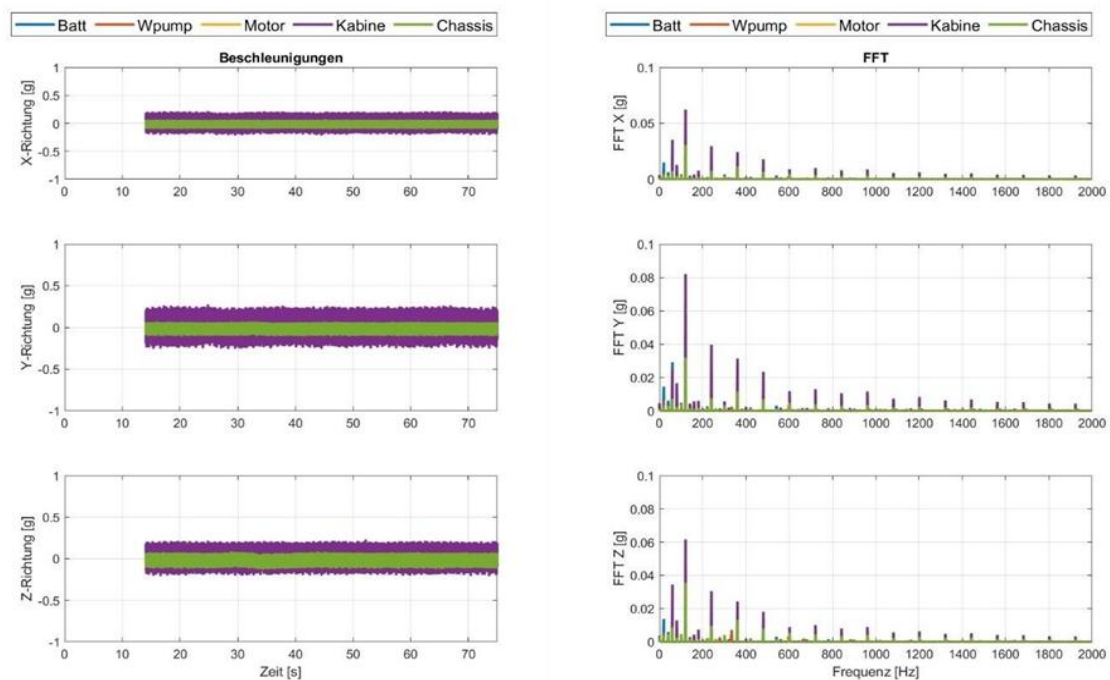 Batt Wpump Motor Kabine Chassis
Beschleunigungen
X-Richtung [g]
1
0.5
0
-0.5
-1
0 10 20 30 40 50 60 70
Y-Richtung [g]
1
0.5
0
-0.5
-1
0 10 20 30 40 50 60 70
Z-Richtung [g]
1
0.5
0
-0.5
-1
0 10 20 30 40 50 60 70
Zeit [s]
Batt Wpump Motor Kabine Chassis
FFT
FFT X [g]
0.1
0.05
0
0 200 400 600 800 1000 1200 1400 1600 1800 2000
FFT Y [g]
0.1
0.08
0.06
0.04
0.02
0
0 200 400 600 800 1000 1200 1400 1600 1800 2000
FFT Z [g]
0.1
0.08
0.06
0.04
0.02
0
0 200 400 600 800 1000 1200 1400 1600 1800 2000
Frequenz [Hz]